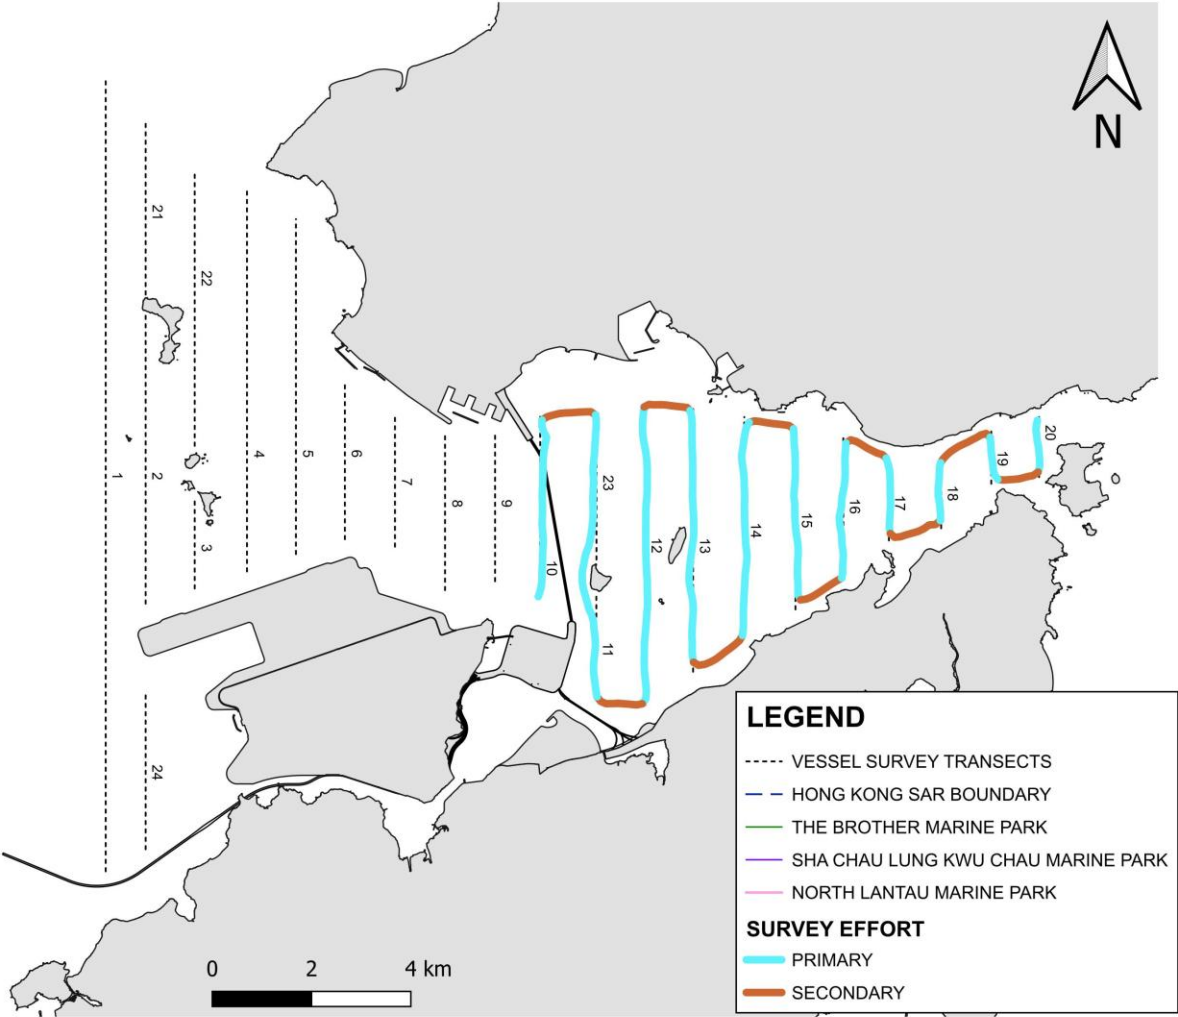 N
21
22
1
2
3
4
5
6
7
8
9
10
23
11
12
13
14
15
16
17
18
19
20
24
0 2 4 km
LEGEND
VESSEL SURVEY TRANSECTS
HONG KONG SAR BOUNDARY
THE BROTHER MARINE PARK
SHA CHAU LUNG KWU CHAU MARINE PARK
NORTH LANTAU MARINE PARK
SURVEY EFFORT
PRIMARY
SECONDARY